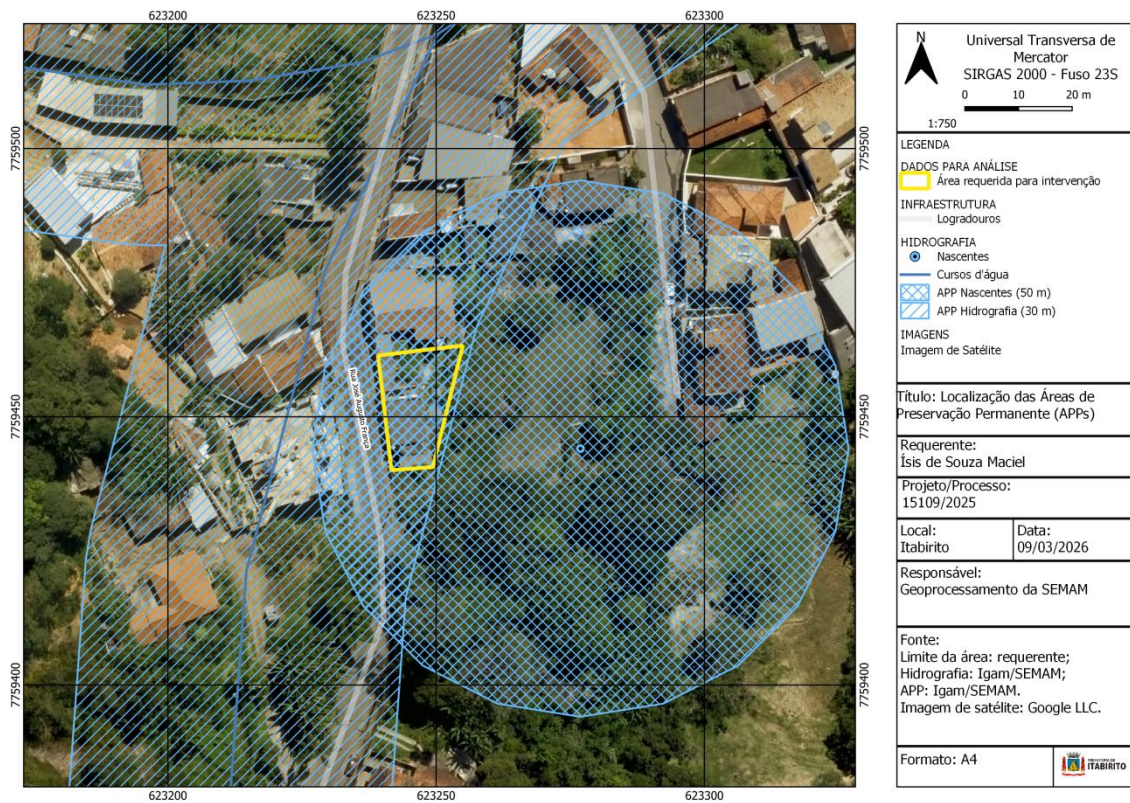 623200
623250
623300
7759500
7759450
7759400
7759500
7759450
7759400
623200
623250
623300
Rua José Augusto França
N
Universal Transversa de
Mercator
SIRGAS 2000 - Fuso 23S
0 10 20 m
1:750
LEGENDA
DADOS PARA ANÁLISE
Área requerida para intervenção
INFRAESTRUTURA
Logradouros
HIDROGRAFIA
Nascentes
Cursos d'água
APP Nascentes (50 m)
APP Hidrografia (30 m)
IMAGENS
Imagem de Satélite
Título: Localização das Áreas de
Preservação Permanente (APPs)
Requerente:
Ísis de Souza Maciel
Projeto/Processo:
15109/2025
Local:
Itabirito
Data:
09/03/2026
Responsável:
Geoprocessamento da SEMAM
Fonte:
Limite da área: requerente;
Hidrografia: Igam/SEMAM;
APP: Igam/SEMAM.
Imagem de satélite: Google LLC.
Formato: A4
PREFEITURA DE
ITABIRITO